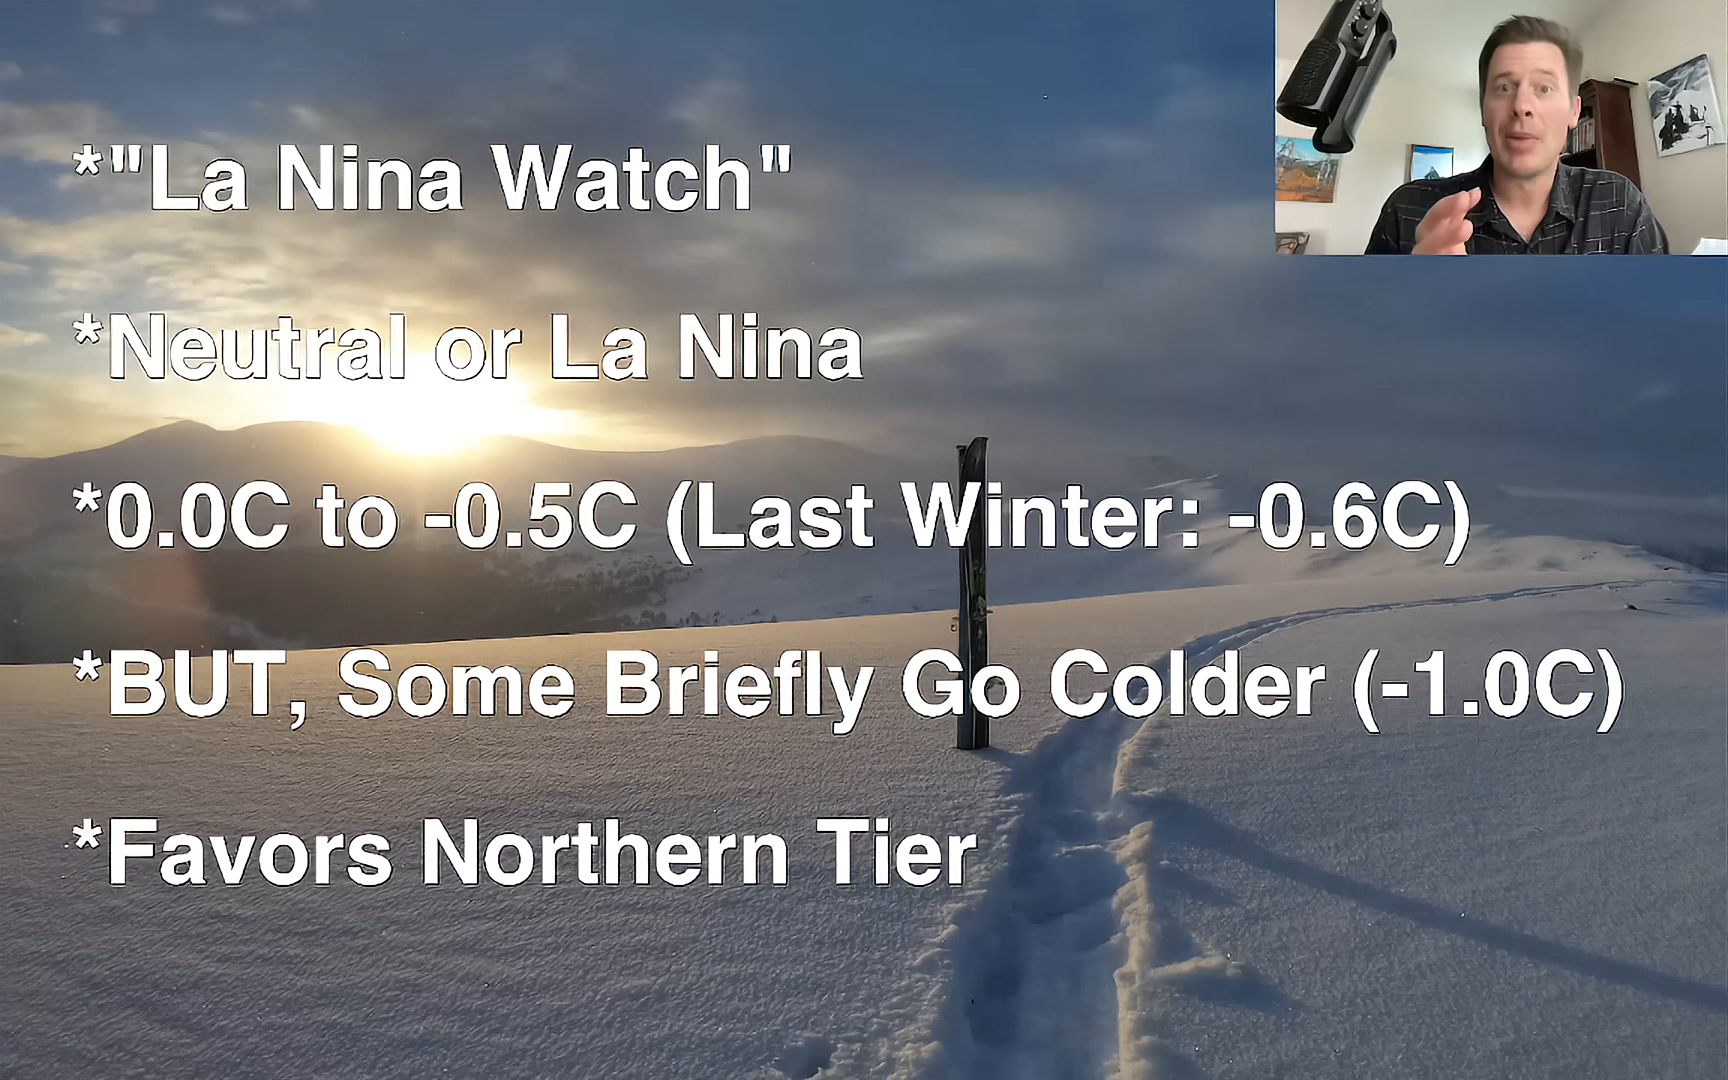 *"La Nina Watch"
*Neutral or La Nina
*0.0C to -0.5C (Last Winter: -0.6C)
*BUT, Some Briefly Go Colder (-1.0C)
*Favors Northern Tier